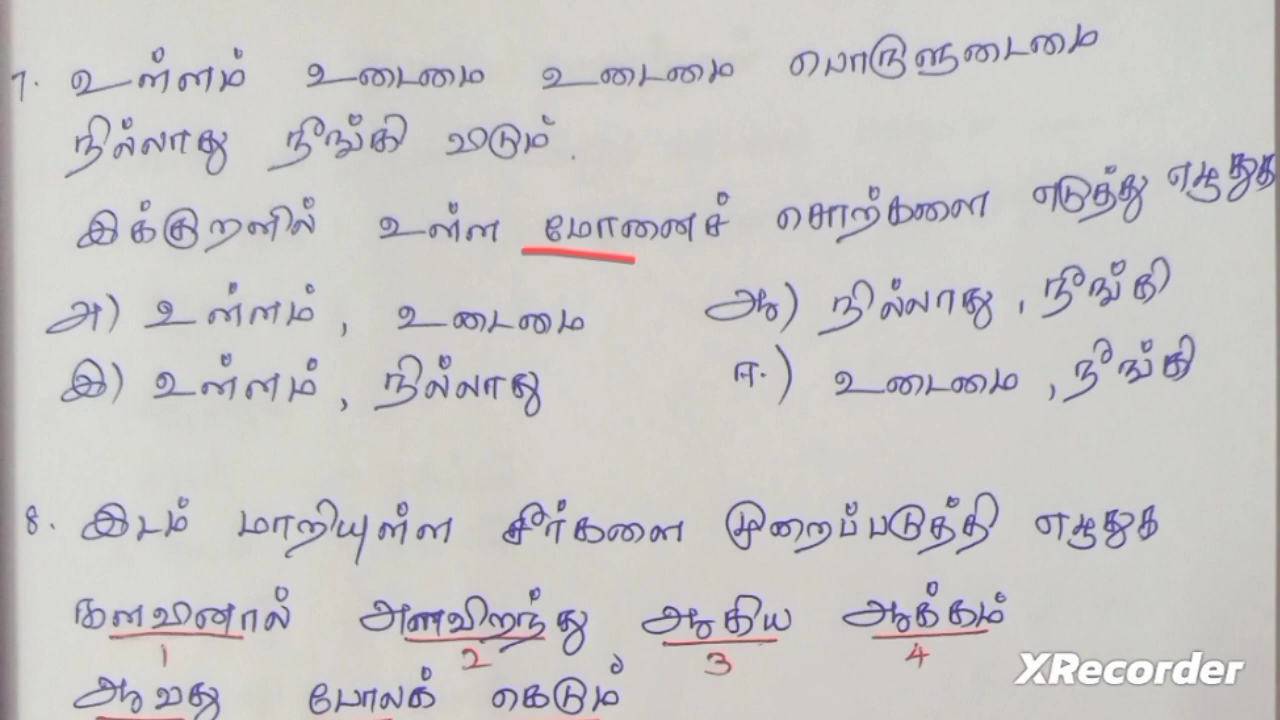 7. உள்ளம் உடைமை உடைமை பொருளுடைமை
நில்லாது நீங்கி விடும்.
இக்குறளில் உள்ள மோனைச் சொற்களை எடுத்து எழுதுக
அ) உள்ளம், உடைமை ஆ) நில்லாது, நீங்கி
இ) உள்ளம், நில்லாது ஈ.) உடைமை, நீங்கி
8. இடம் மாறியுள்ள சீர்களை முறைப்படுத்தி எழுதுக
களவினால் அளவிறந்து ஆகிய ஆக்கம்
1 2 3 4
ஆவது போலக் கெடும்
XRecorder